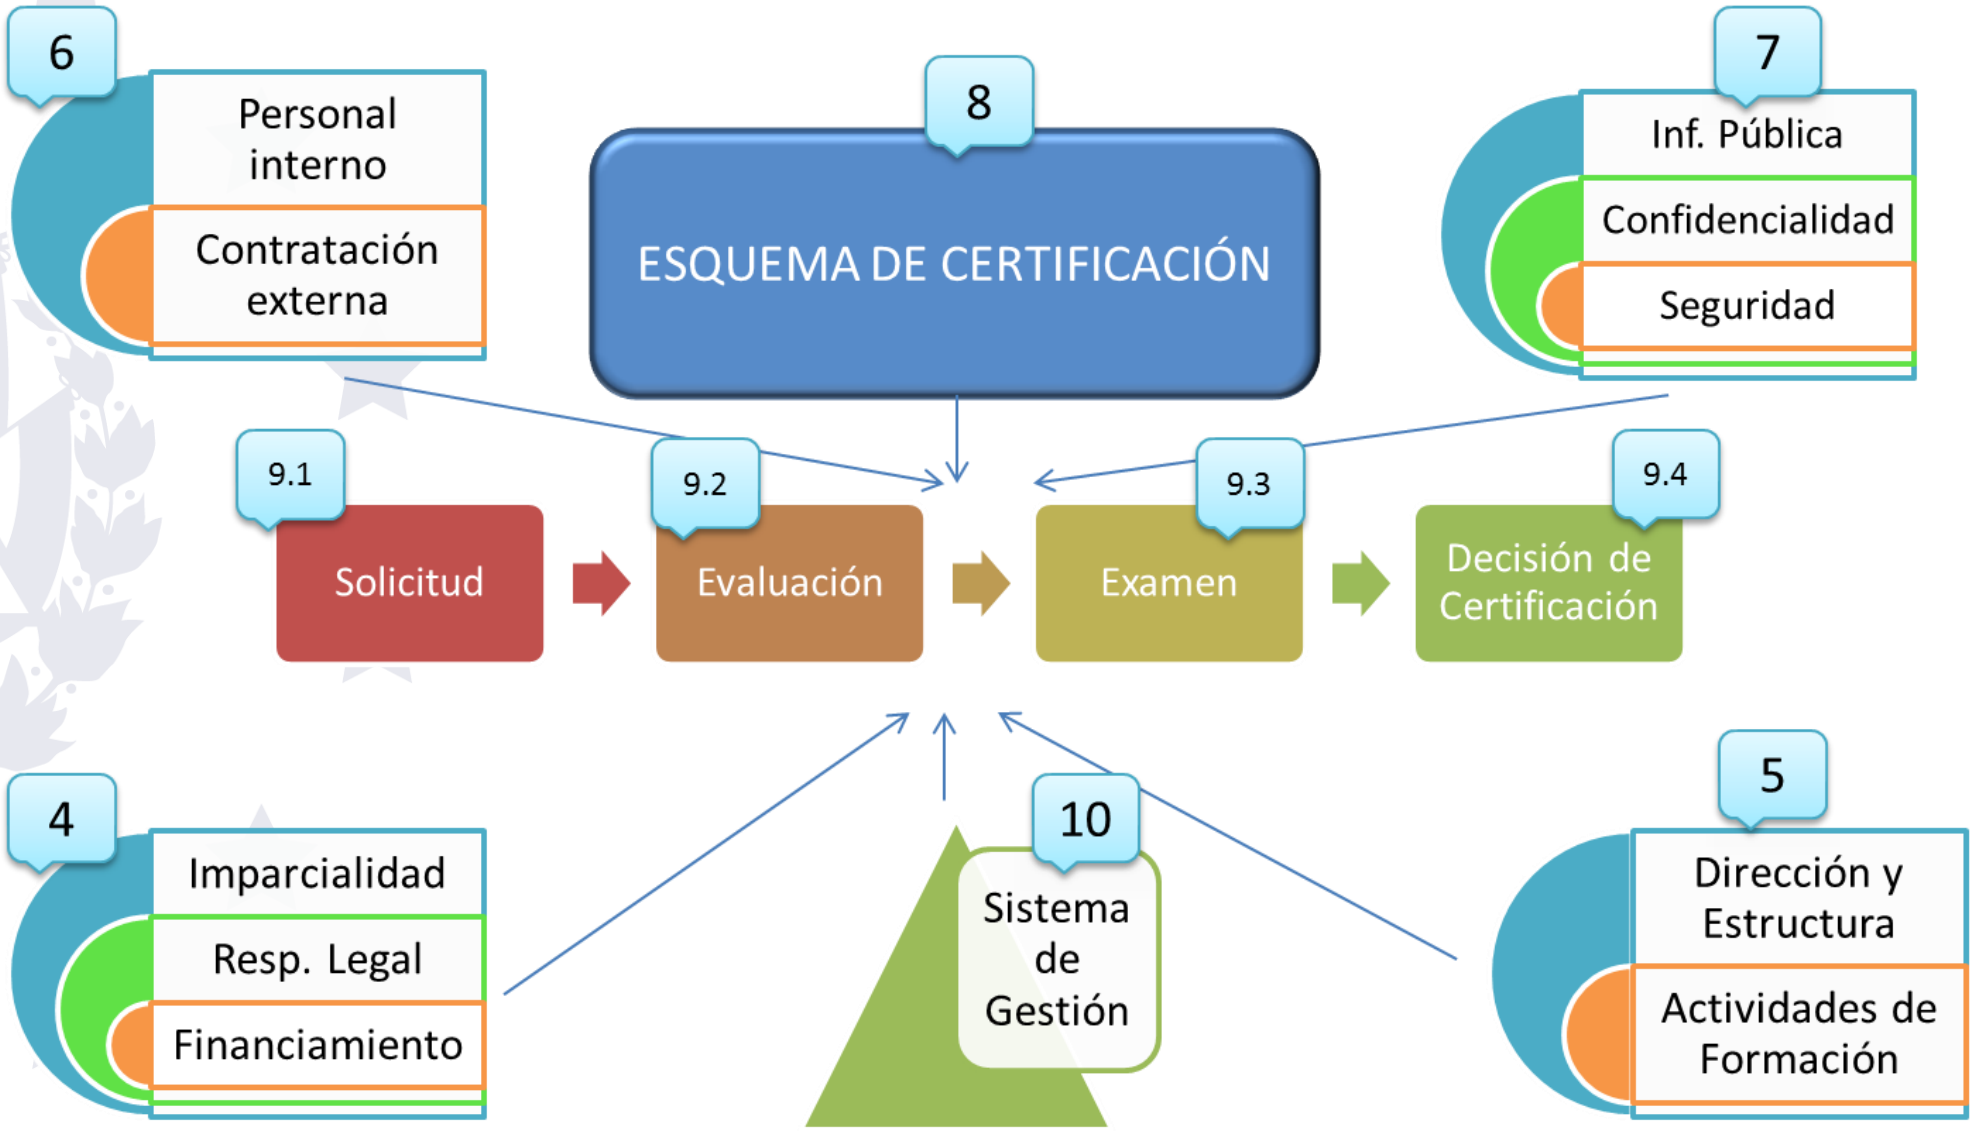 6
Personal
interno
Contratación
externa
8
ESQUEMA DE CERTIFICACIÓN
7
Inf. Pública
Confidencialidad
Seguridad
9.1
Solicitud
9.2
Evaluación
9.3
Examen
9.4
Decisión de
Certificación
4
Imparcialidad
Resp. Legal
Financiamiento
10
Sistema
de
Gestión
5
Dirección y
Estructura
Actividades de
Formación